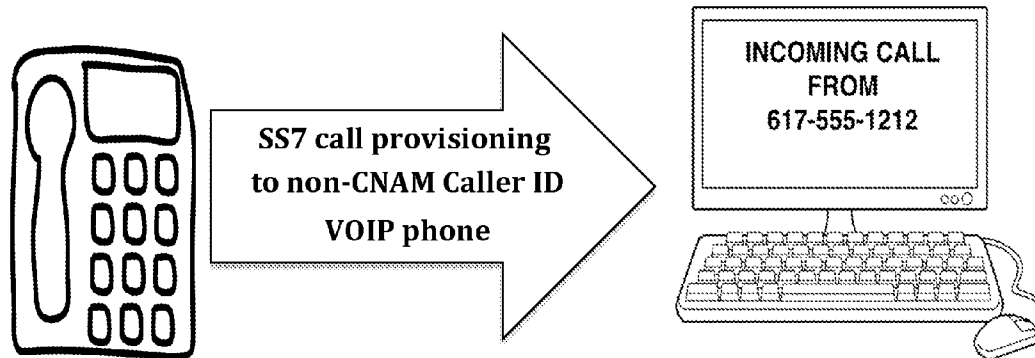 SS7 call provisioning
to non-CNAM Caller ID
VOIP phone
INCOMING CALL
FROM
617-555-1212